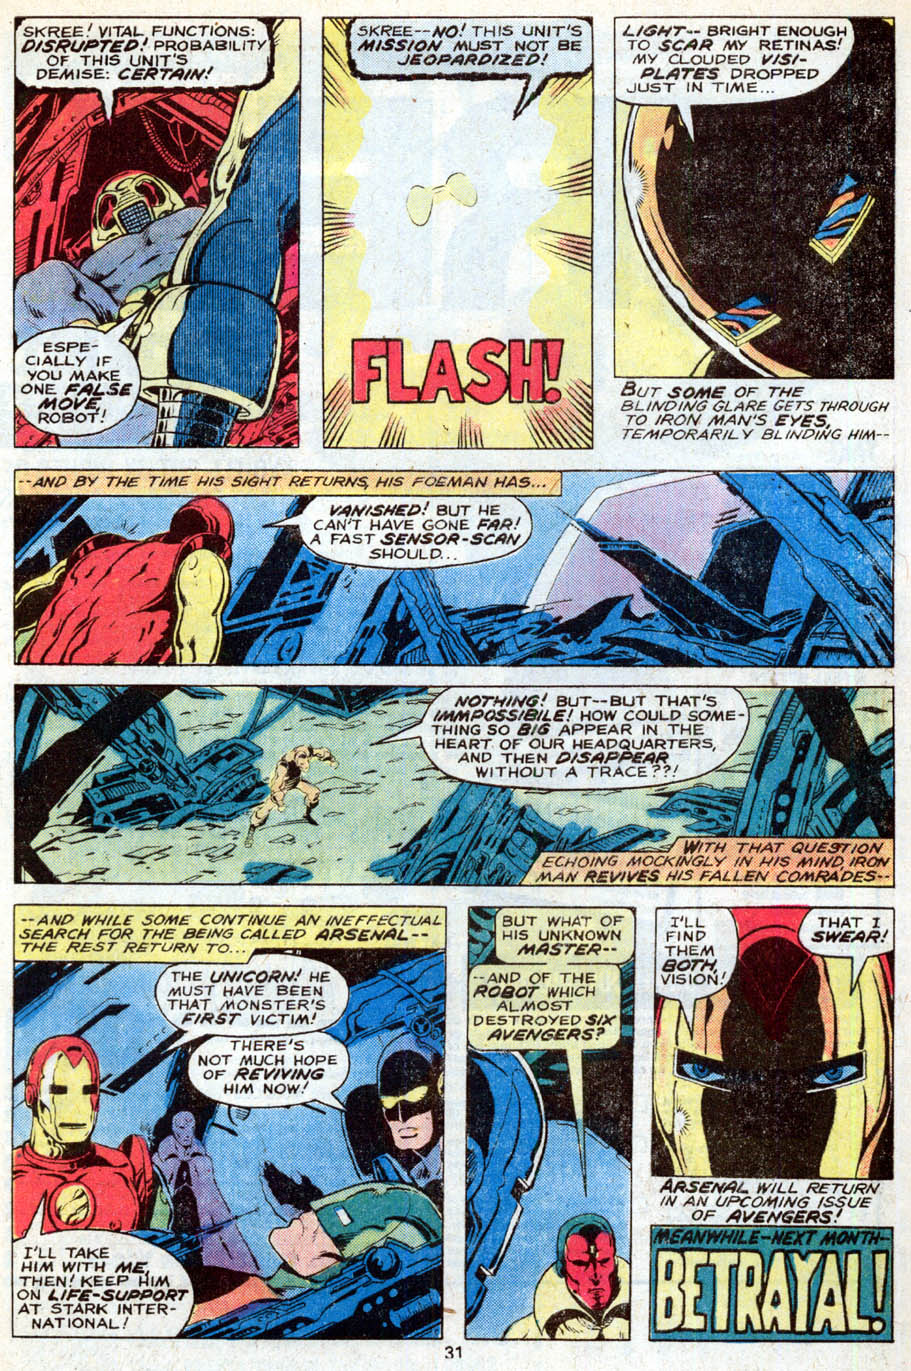 SKREE! VITAL FUNCTIONS:
DISRUPTED! PROBABILITY
OF THIS UNIT'S
DEMISE: CERTAIN!
ESPE-
CIALLY IF
YOU MAKE
ONE FALSE
MOVE,
ROBOT!
SKREE--NO! THIS UNIT'S
MISSION MUST NOT BE
JEOPARDIZED!
FLASH!
LIGHT-- BRIGHT ENOUGH
TO SCAR MY RETINAS!
MY CLOUDED VISI-
PLATES DROPPED
JUST IN TIME...
BUT SOME OF THE
BLINDING GLARE GETS THROUGH
TO IRON MAN'S EYES,
TEMPORARILY BLINDING HIM--
--AND BY THE TIME HIS SIGHT RETURNS, HIS FOEMAN HAS...
VANISHED! BUT HE
CAN'T HAVE GONE FAR!
A FAST SENSOR-SCAN
SHOULD...
NOTHING! BUT--BUT THAT'S
IMMPOSSIBILE! HOW COULD SOME-
THING SO BIG APPEAR IN THE
HEART OF OUR HEADQUARTERS,
AND THEN DISAPPEAR
WITHOUT A TRACE??!
WITH THAT QUESTION
ECHOING MOCKINGLY IN HIS MIND IRON
MAN REVIVES HIS FALLEN COMRADES--
--AND WHILE SOME CONTINUE AN INEFFECTUAL
SEARCH FOR THE BEING CALLED ARSENAL--
THE REST RETURN TO...
THE UNICORN! HE
MUST HAVE BEEN
THAT MONSTER'S
FIRST VICTIM!
THERE'S
NOT MUCH HOPE
OF REVIVING
HIM NOW!
I'LL TAKE
HIM WITH ME,
THEN! KEEP HIM
ON LIFE-SUPPORT
AT STARK INTER-
NATIONAL!
BUT WHAT OF
HIS UNKNOWN
MASTER--
--AND OF THE
ROBOT WHICH
ALMOST
DESTROYED SIX
AVENGERS?
I'LL
FIND
THEM
BOTH,
VISION!
THAT I
SWEAR!
ARSENAL WILL RETURN
IN AN UPCOMING ISSUE
OF AVENGERS!
MEANWHILE--NEXT MONTH--
BETRAYAL!
31